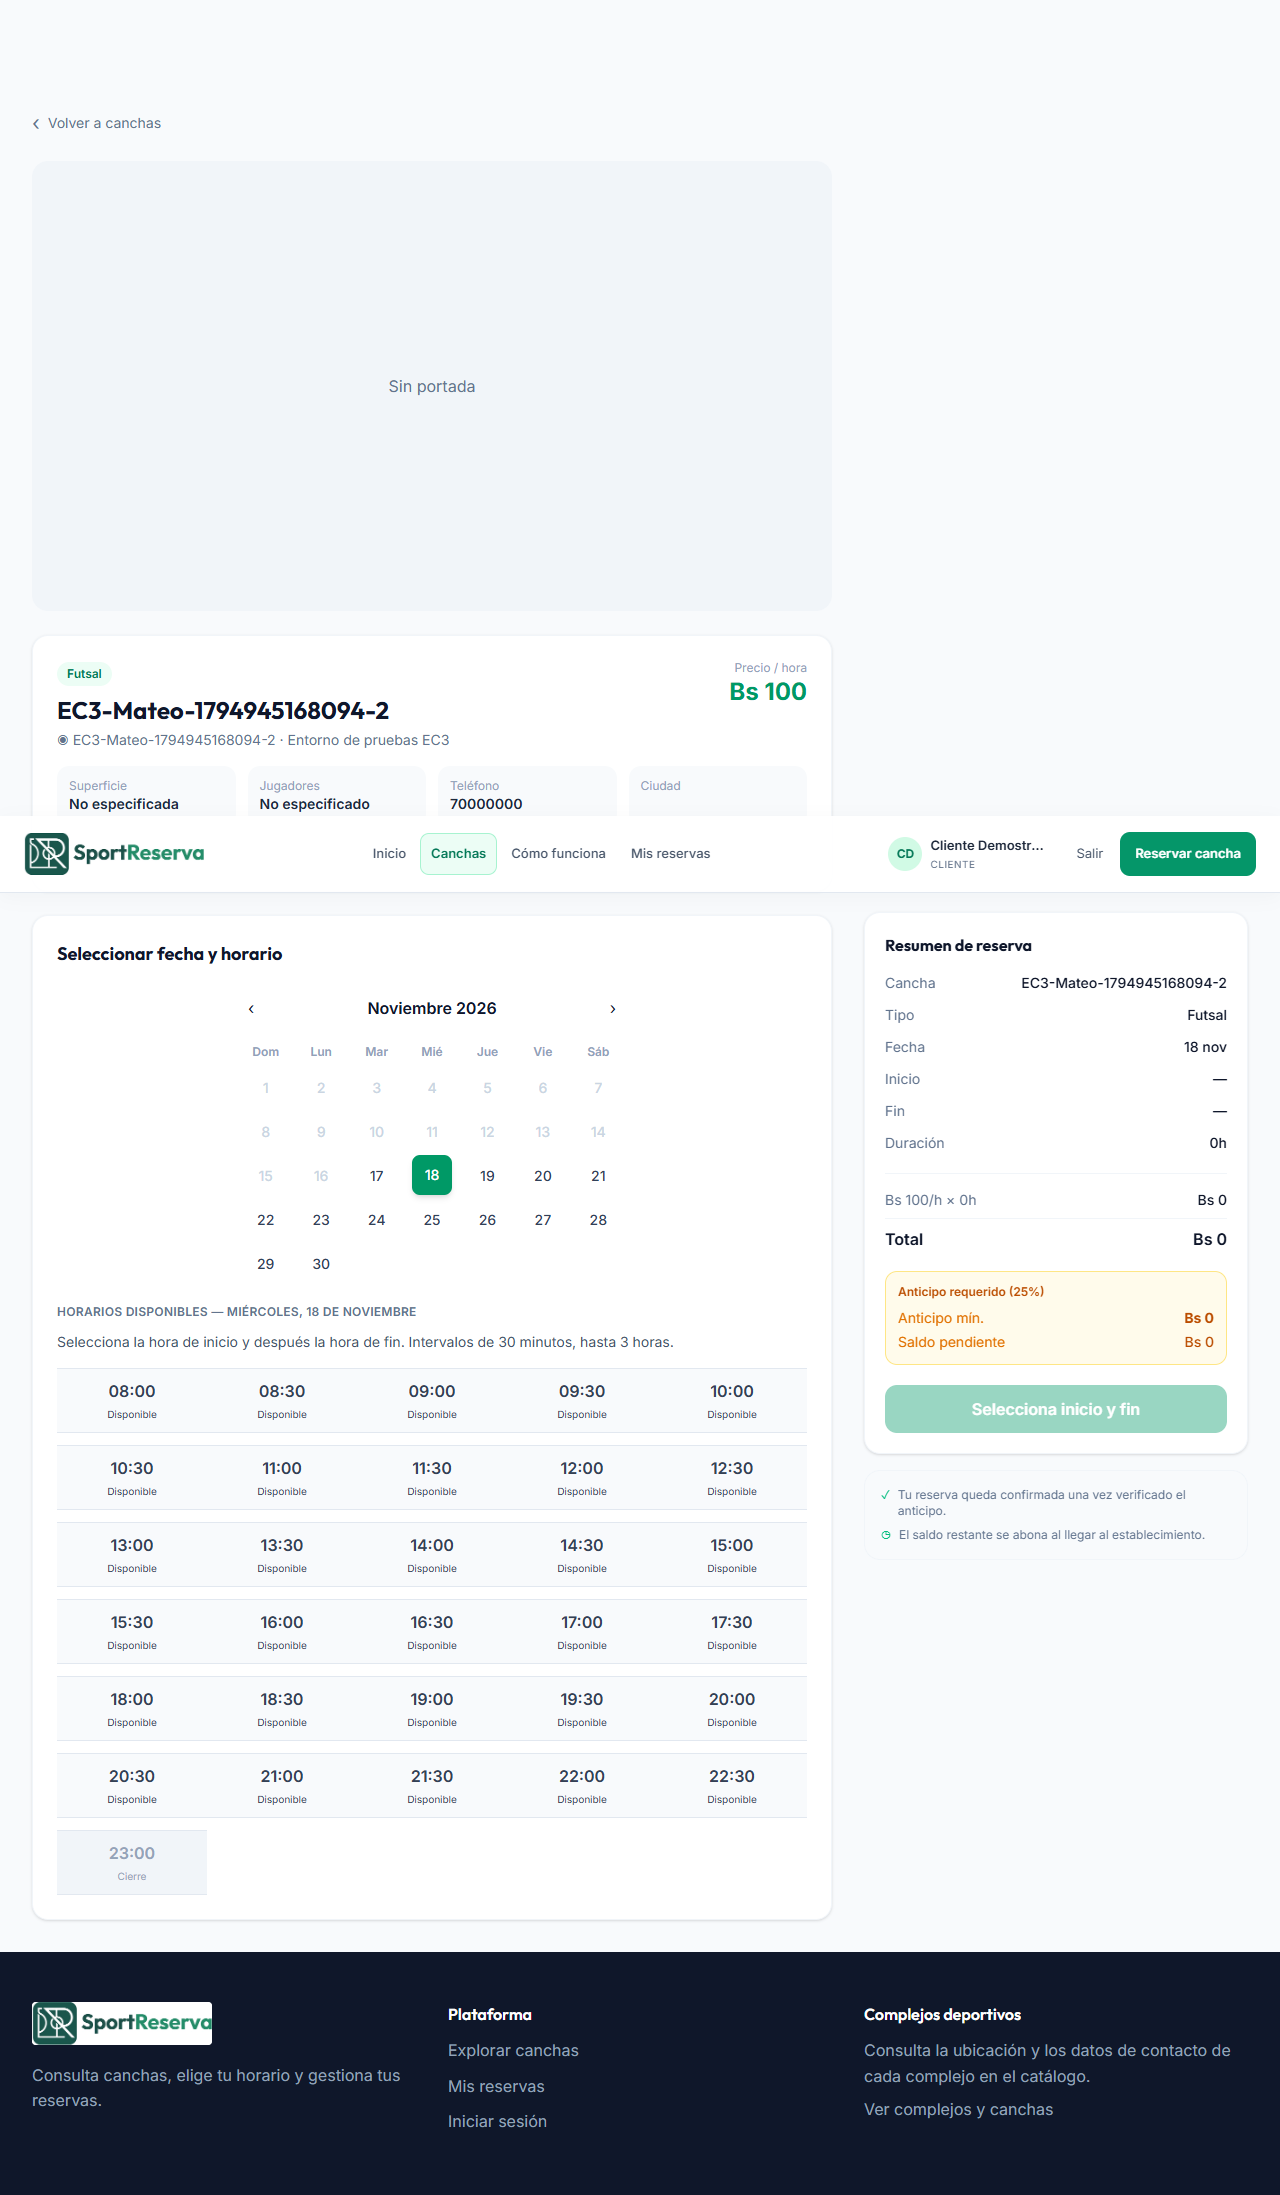 ‹ Volver a canchas
Sin portada
Futsal
Precio / hora
Bs 100
EC3-Mateo-1794945168094-2
◉ EC3-Mateo-1794945168094-2 · Entorno de pruebas EC3
Superficie
No especificada
Jugadores
No especificado
Teléfono
70000000
Ciudad
SportReserva
Inicio
Canchas
Cómo funciona
Mis reservas
CD
Cliente Demostr...
CLIENTE
Salir
Reservar cancha
Seleccionar fecha y horario
‹ Noviembre 2026 ›
Dom Lun Mar Mié Jue Vie Sáb
1 2 3 4 5 6 7
8 9 10 11 12 13 14
15 16 17 18 19 20 21
22 23 24 25 26 27 28
29 30
HORARIOS DISPONIBLES — MIÉRCOLES, 18 DE NOVIEMBRE
Selecciona la hora de inicio y después la hora de fin. Intervalos de 30 minutos, hasta 3 horas.
08:00 08:30 09:00 09:30 10:00
Disponible Disponible Disponible Disponible Disponible
10:30 11:00 11:30 12:00 12:30
Disponible Disponible Disponible Disponible Disponible
13:00 13:30 14:00 14:30 15:00
Disponible Disponible Disponible Disponible Disponible
15:30 16:00 16:30 17:00 17:30
Disponible Disponible Disponible Disponible Disponible
18:00 18:30 19:00 19:30 20:00
Disponible Disponible Disponible Disponible Disponible
20:30 21:00 21:30 22:00 22:30
Disponible Disponible Disponible Disponible Disponible
23:00
Cierre
Resumen de reserva
Cancha EC3-Mateo-1794945168094-2
Tipo Futsal
Fecha 18 nov
Inicio —
Fin —
Duración 0h
Bs 100/h × 0h Bs 0
Total Bs 0
Anticipo requerido (25%)
Anticipo mín. Bs 0
Saldo pendiente Bs 0
Selecciona inicio y fin
✓ Tu reserva queda confirmada una vez verificado el
anticipo.
◷ El saldo restante se abona al llegar al establecimiento.
SportReserva
Consulta canchas, elige tu horario y gestiona tus
reservas.
Plataforma
Explorar canchas
Mis reservas
Iniciar sesión
Complejos deportivos
Consulta la ubicación y los datos de contacto de
cada complejo en el catálogo.
Ver complejos y canchas